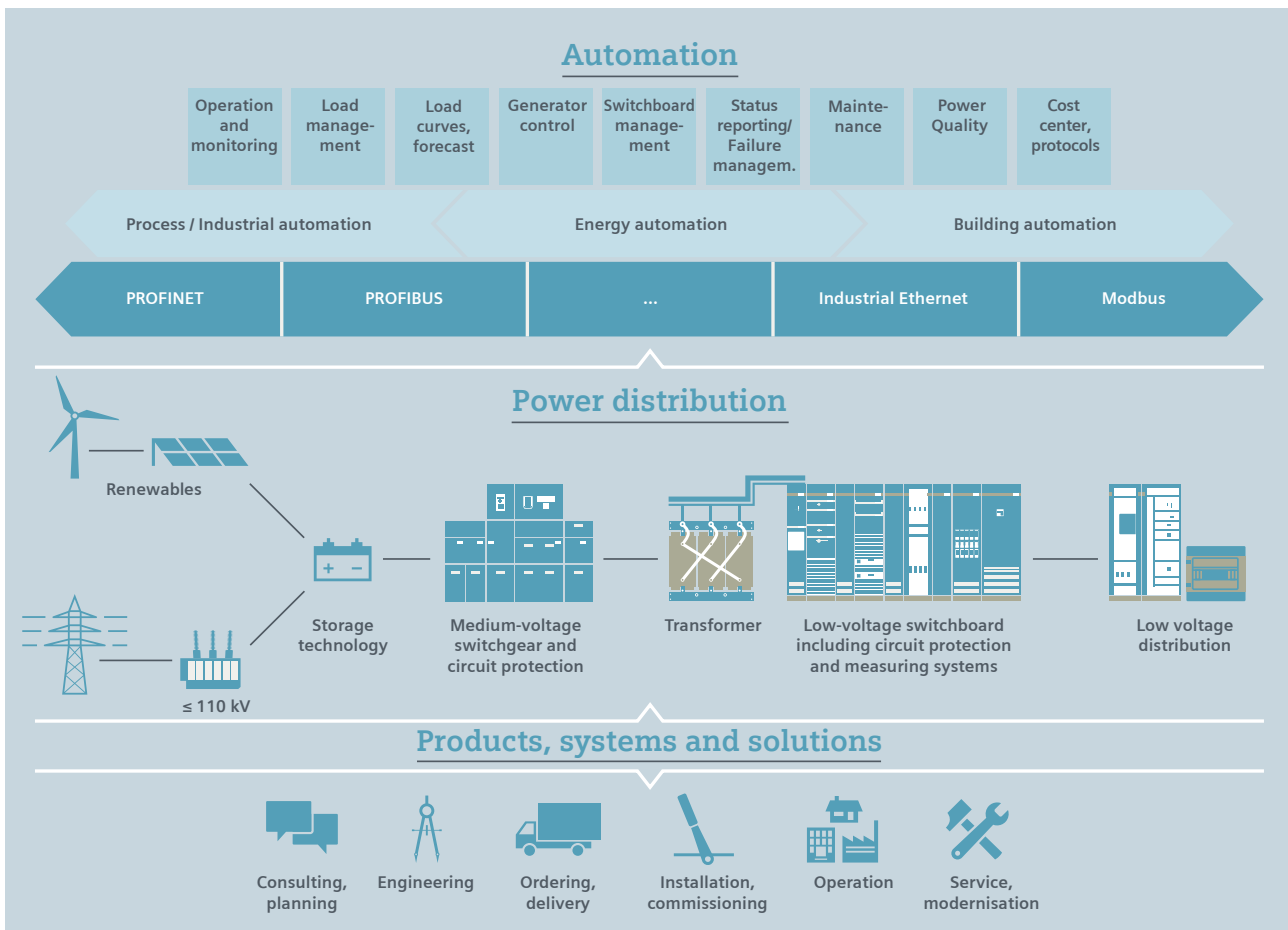 Automation
Operation
and
monitoring
Load
manage-
ment
Load
curves,
forecast
Generator
control
Switchboard
manage-
ment
Status
reporting/
Failure
managem.
Mainte-
nance
Power
Quality
Cost
center,
protocols
Process / Industrial automation
Energy automation
Building automation
PROFINET
PROFIBUS
...
Industrial Ethernet
Modbus
Power distribution
Renewables
≤ 110 kV
Storage
technology
Medium-voltage
switchgear and
circuit protection
Transformer
Low-voltage switchboard
including circuit protection
and measuring systems
Low voltage
distribution
Products, systems and solutions
Consulting,
planning
Engineering
Ordering,
delivery
Installation,
commissioning
Operation
Service,
modernisation